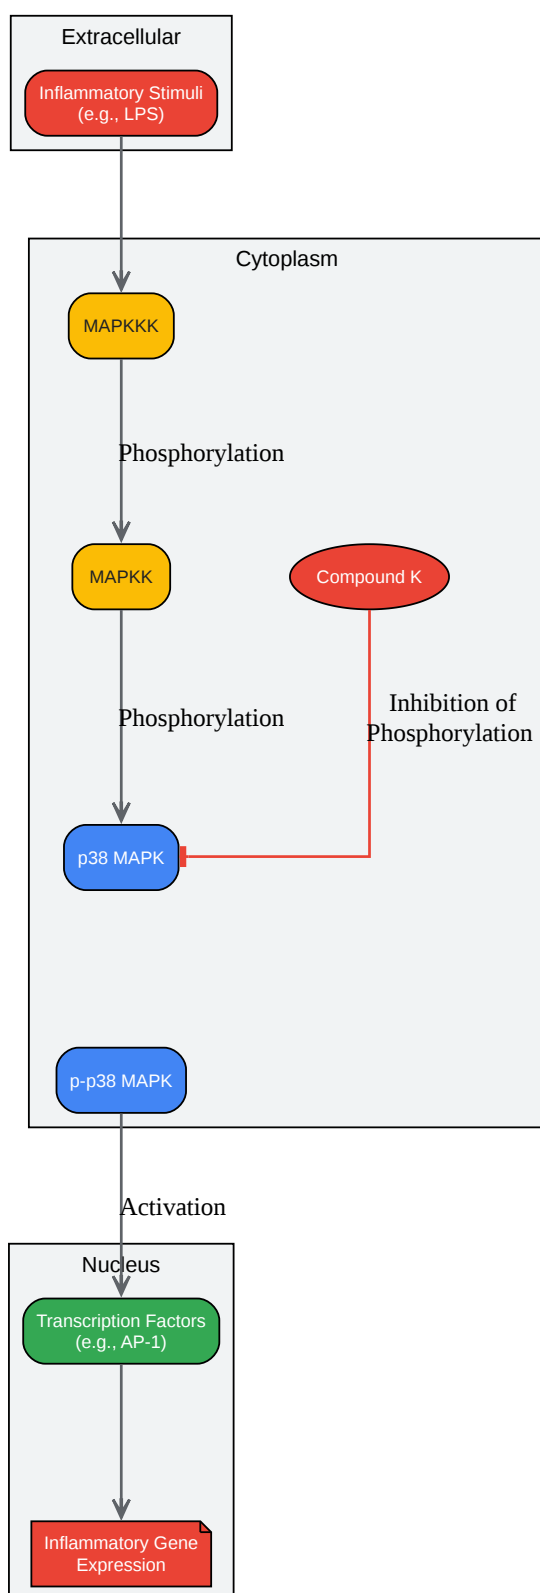 Extracellular
Inflammatory Stimuli
(e.g., LPS)
Cytoplasm
MAPKKK
Phosphorylation
MAPKK
Compound K
Phosphorylation
Inhibition of
Phosphorylation
p38 MAPK
p-p38 MAPK
Activation
Nucleus
Transcription Factors
(e.g., AP-1)
Inflammatory Gene
Expression